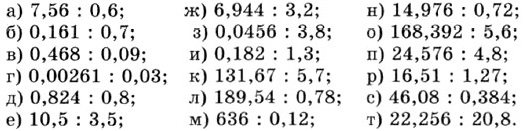 а) 7,56 : 0,6;
б) 0,161 : 0,7;
в) 0,468 : 0,09;
г) 0,00261 : 0,03;
д) 0,824 : 0,8;
е) 10,5 : 3,5;
ж) 6,944 : 3,2;
з) 0,0456 : 3,8;
и) 0,182 : 1,3;
к) 131,67 : 5,7;
л) 189,54 : 0,78;
м) 636 : 0,12;
н) 14,976 : 0,72;
о) 168,392 : 5,6;
п) 24,576 : 4,8;
р) 16,51 : 1,27;
с) 46,08 : 0,384;
т) 22,256 : 20,8.